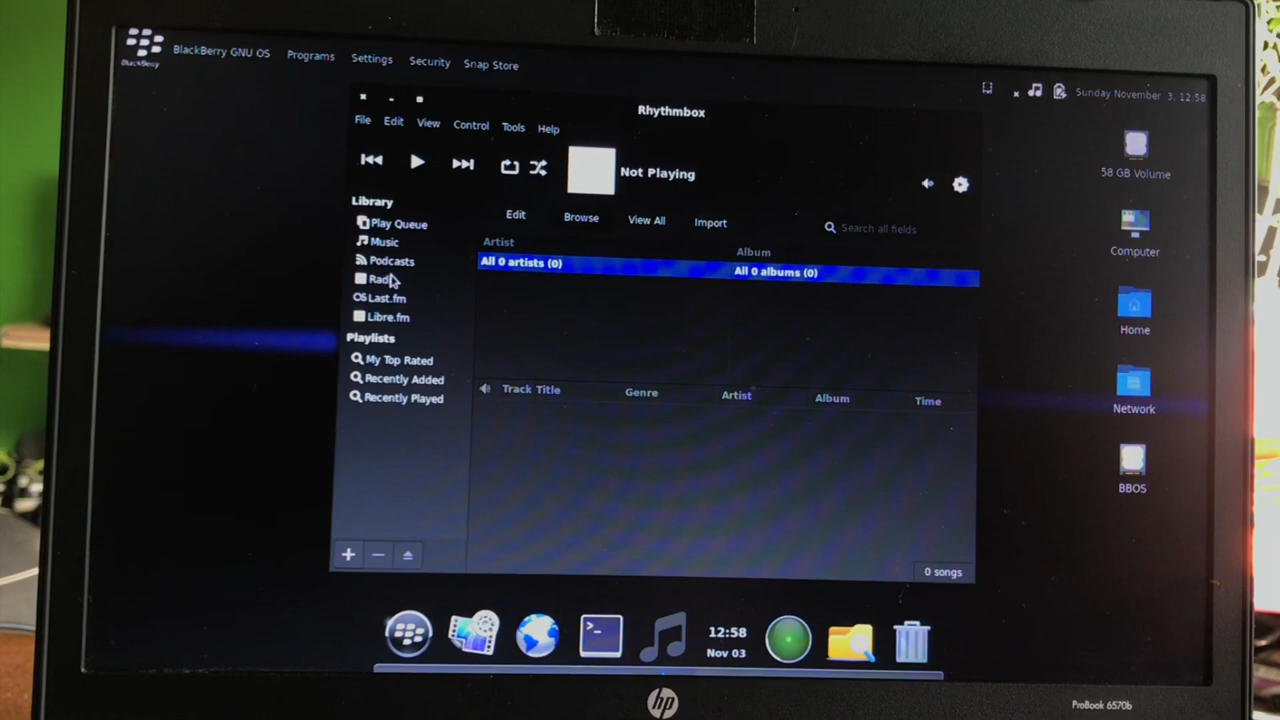 BlackBerry
BlackBerry GNU OS Programs Settings Security Snap Store
Sunday November 3, 12:58
Rhythmbox
File Edit View Control Tools Help
Not Playing
Library
Play Queue
Music
Podcasts
Last.fm
Libre.fm
Playlists
My Top Rated
Recently Added
Recently Played
Edit Browse View All Import
Search all fields
Artist Album
All 0 artists (0) All 0 albums (0)
Track Title Genre Artist Album Time
0 songs
58 GB Volume
Computer
Home
Network
BBOS
>_
12:58
Nov 03
hp
ProBook 6570b